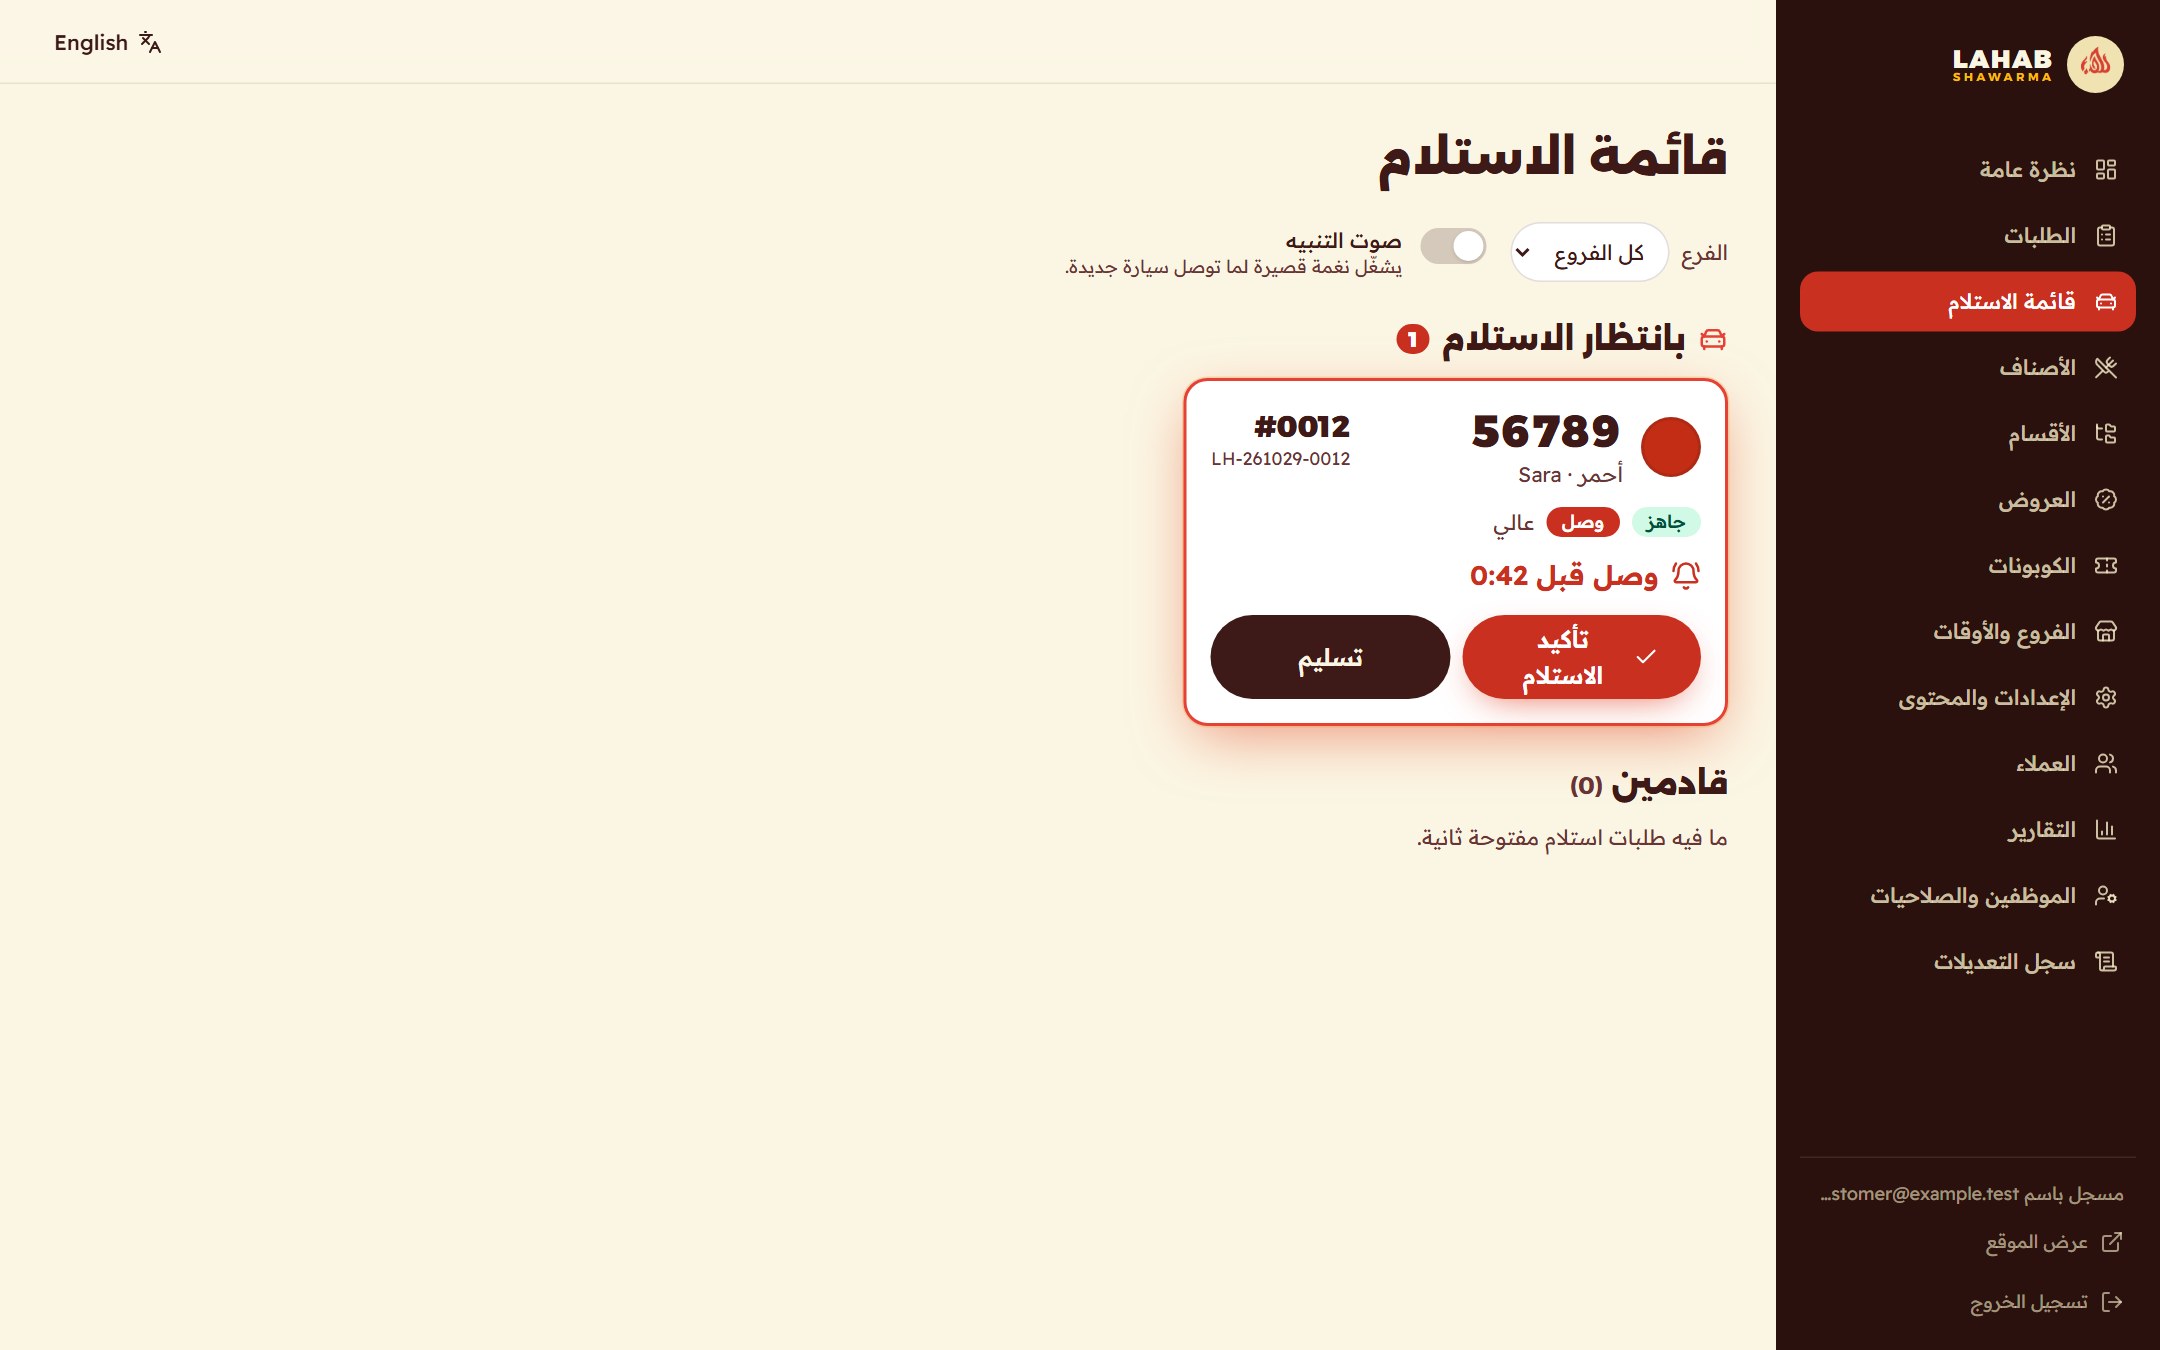 LAHAB
SHAWARMA
نظرة عامة
الطلبات
قائمة الاستلام
الأصناف
الأقسام
العروض
الكوبونات
الفروع والأوقات
الإعدادات والمحتوى
العملاء
التقارير
الموظفين والصلاحيات
سجل التعديلات
مسجل باسم stomer@example.test...
عرض الموقع
تسجيل الخروج
English
قائمة الاستلام
الفرع
كل الفروع
صوت التنبيه
يشغّل نغمة قصيرة لما توصل سيارة جديدة.
بانتظار الاستلام 1
56789
أحمر · Sara
#0012
LH-261029-0012
جاهز وصل عالي
وصل قبل 0:42
تأكيد
الاستلام
تسليم
قادمين (0)
ما فيه طلبات استلام مفتوحة ثانية.